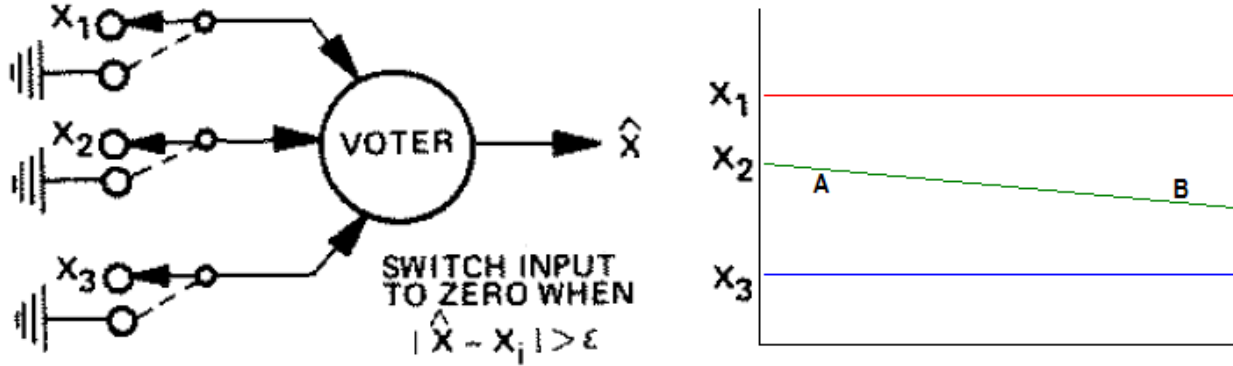 X1
X2
X3
VOTER
X̂
SWITCH INPUT
TO ZERO WHEN
| X̂ - Xi | > ε
X1
X2
X3
A
B